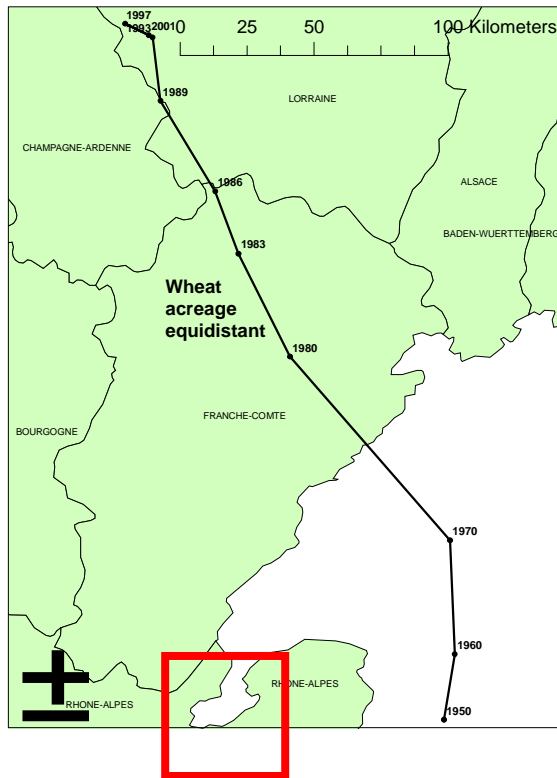 1997
1993
2001
0
25
50
100 Kilometers
1989
LORRAINE
CHAMPAGNE-ARDENNE
1986
ALSACE
BADEN-WUERTTEMBERG
1983
Wheat
acreage
equidistant
1980
FRANCHE-COMTE
BOURGOGNE
1970
1960
RHONE-ALPES
RHONE-ALPES
1950
±